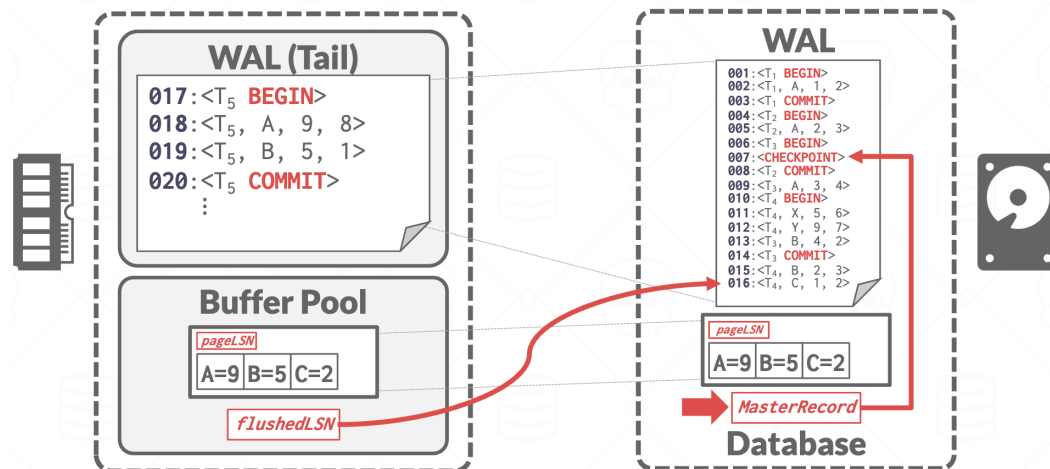 WAL (Tail)
017:<T₅ BEGIN>
018:<T₅, A, 9, 8>
019:<T₅, B, 5, 1>
020:<T₅ COMMIT>
⋮
Buffer Pool
pageLSN
A=9 B=5 C=2
flushedLSN
WAL
001:<T₁ BEGIN>
002:<T₁, A, 1, 2>
003:<T₁ COMMIT>
004:<T₂ BEGIN>
005:<T₂, A, 2, 3>
006:<T₃ BEGIN>
007:<CHECKPOINT>
008:<T₂ COMMIT>
009:<T₃, A, 3, 4>
010:<T₄ BEGIN>
011:<T₄, X, 5, 6>
012:<T₄, Y, 9, 7>
013:<T₃, B, 4, 2>
014:<T₃ COMMIT>
015:<T₄, B, 2, 3>
016:<T₄, C, 1, 2>
pageLSN
A=9 B=5 C=2
MasterRecord
Database